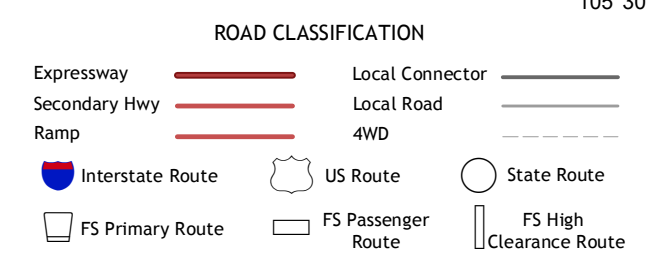 105°30'
ROAD CLASSIFICATION
Expressway
Local Connector
Secondary Hwy
Local Road
Ramp
4WD
Interstate Route
US Route
State Route
FS Primary Route
FS Passenger
Route
FS High
Clearance Route